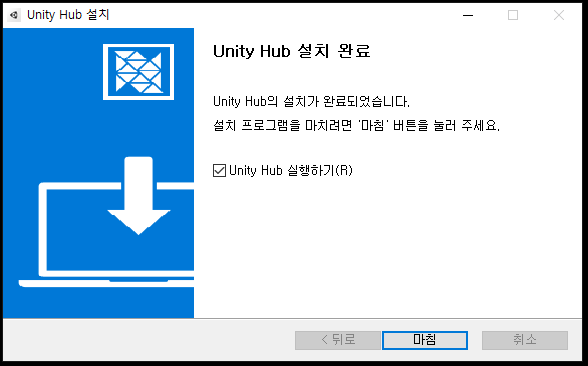 Unity Hub 설치
Unity Hub 설치 완료
Unity Hub의 설치가 완료되었습니다.
설치 프로그램을 마치려면 '마침' 버튼을 눌러 주세요.
Unity Hub 실행하기(R)
< 뒤로
마침
취소